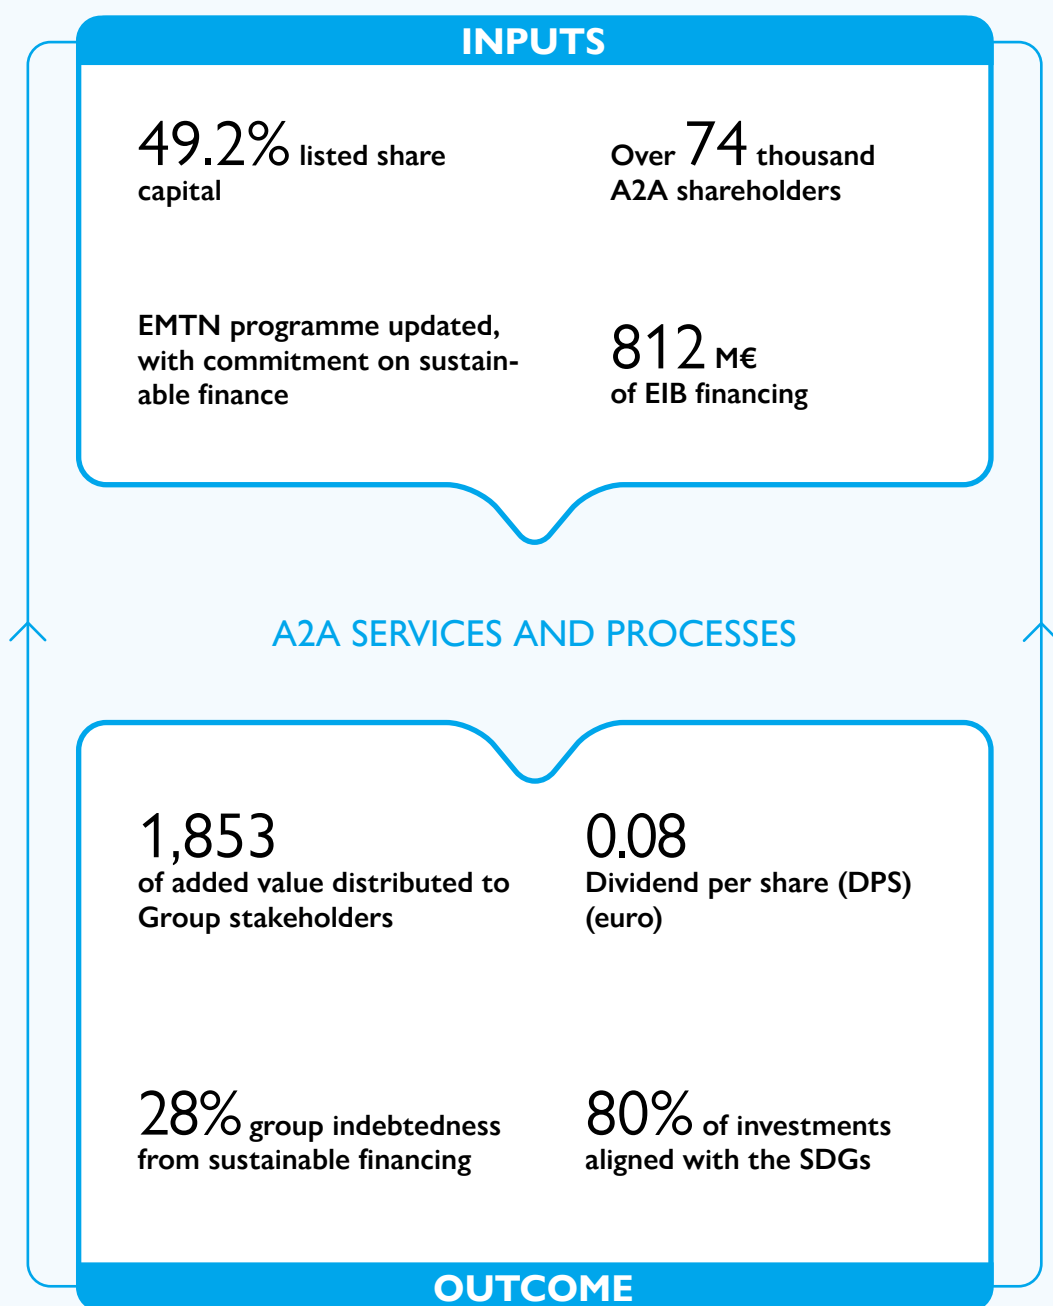 INPUTS
49.2% listed share
capital
Over 74 thousand
A2A shareholders
EMTN programme updated,
with commitment on sustain-
able finance
812 M€
of EIB financing
A2A SERVICES AND PROCESSES
1,853
of added value distributed to
Group stakeholders
0.08
Dividend per share (DPS)
(euro)
28% group indebtedness
from sustainable financing
80% of investments
aligned with the SDGs
OUTCOME